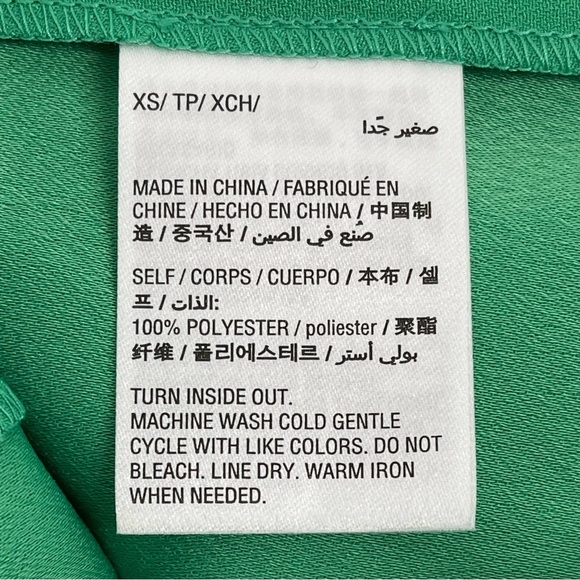 XS/ TP/ XCH/
صغير جًدا
MADE IN CHINA / FABRIQUÉ EN
CHINE / HECHO EN CHINA / 中国制
造 / 중국산 / صُنع في الصين
SELF / CORPS / CUERPO / 本布 / 셀
프 / الذات:
100% POLYESTER / poliester / 聚酯
纤维 / 폴리에스테르 / بولي أستر
TURN INSIDE OUT.
MACHINE WASH COLD GENTLE
CYCLE WITH LIKE COLORS. DO NOT
BLEACH. LINE DRY. WARM IRON
WHEN NEEDED.